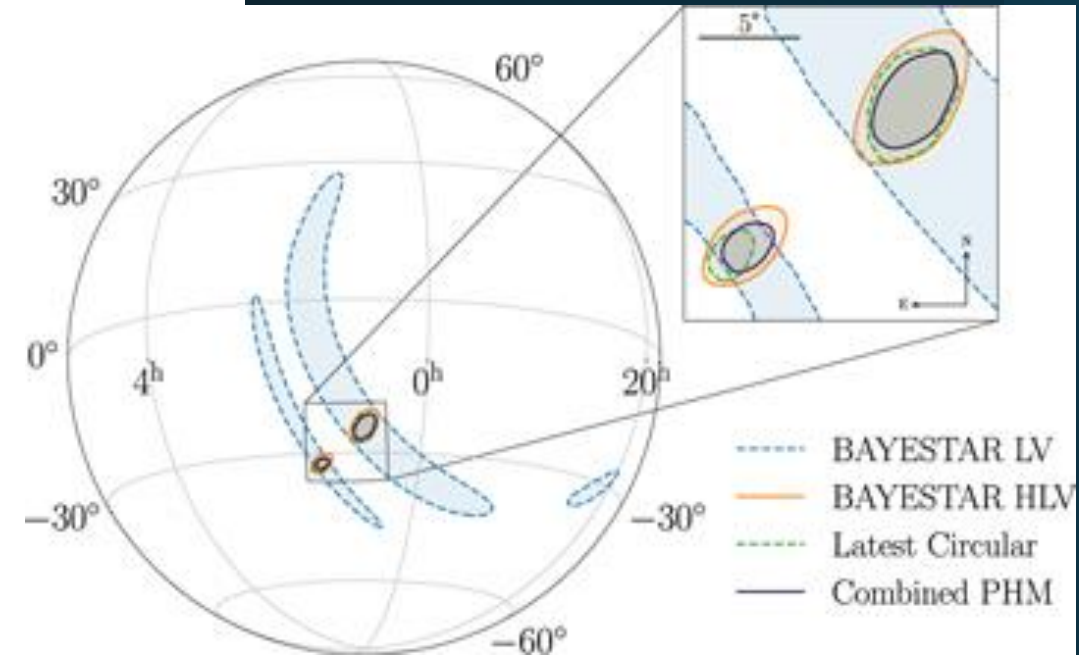 5°
60°
30°
N
E
0°
4h
0h
20h
BAYESTAR LV
BAYESTAR HLV
−30°
−30°
Latest Circular
Combined PHM
−60°